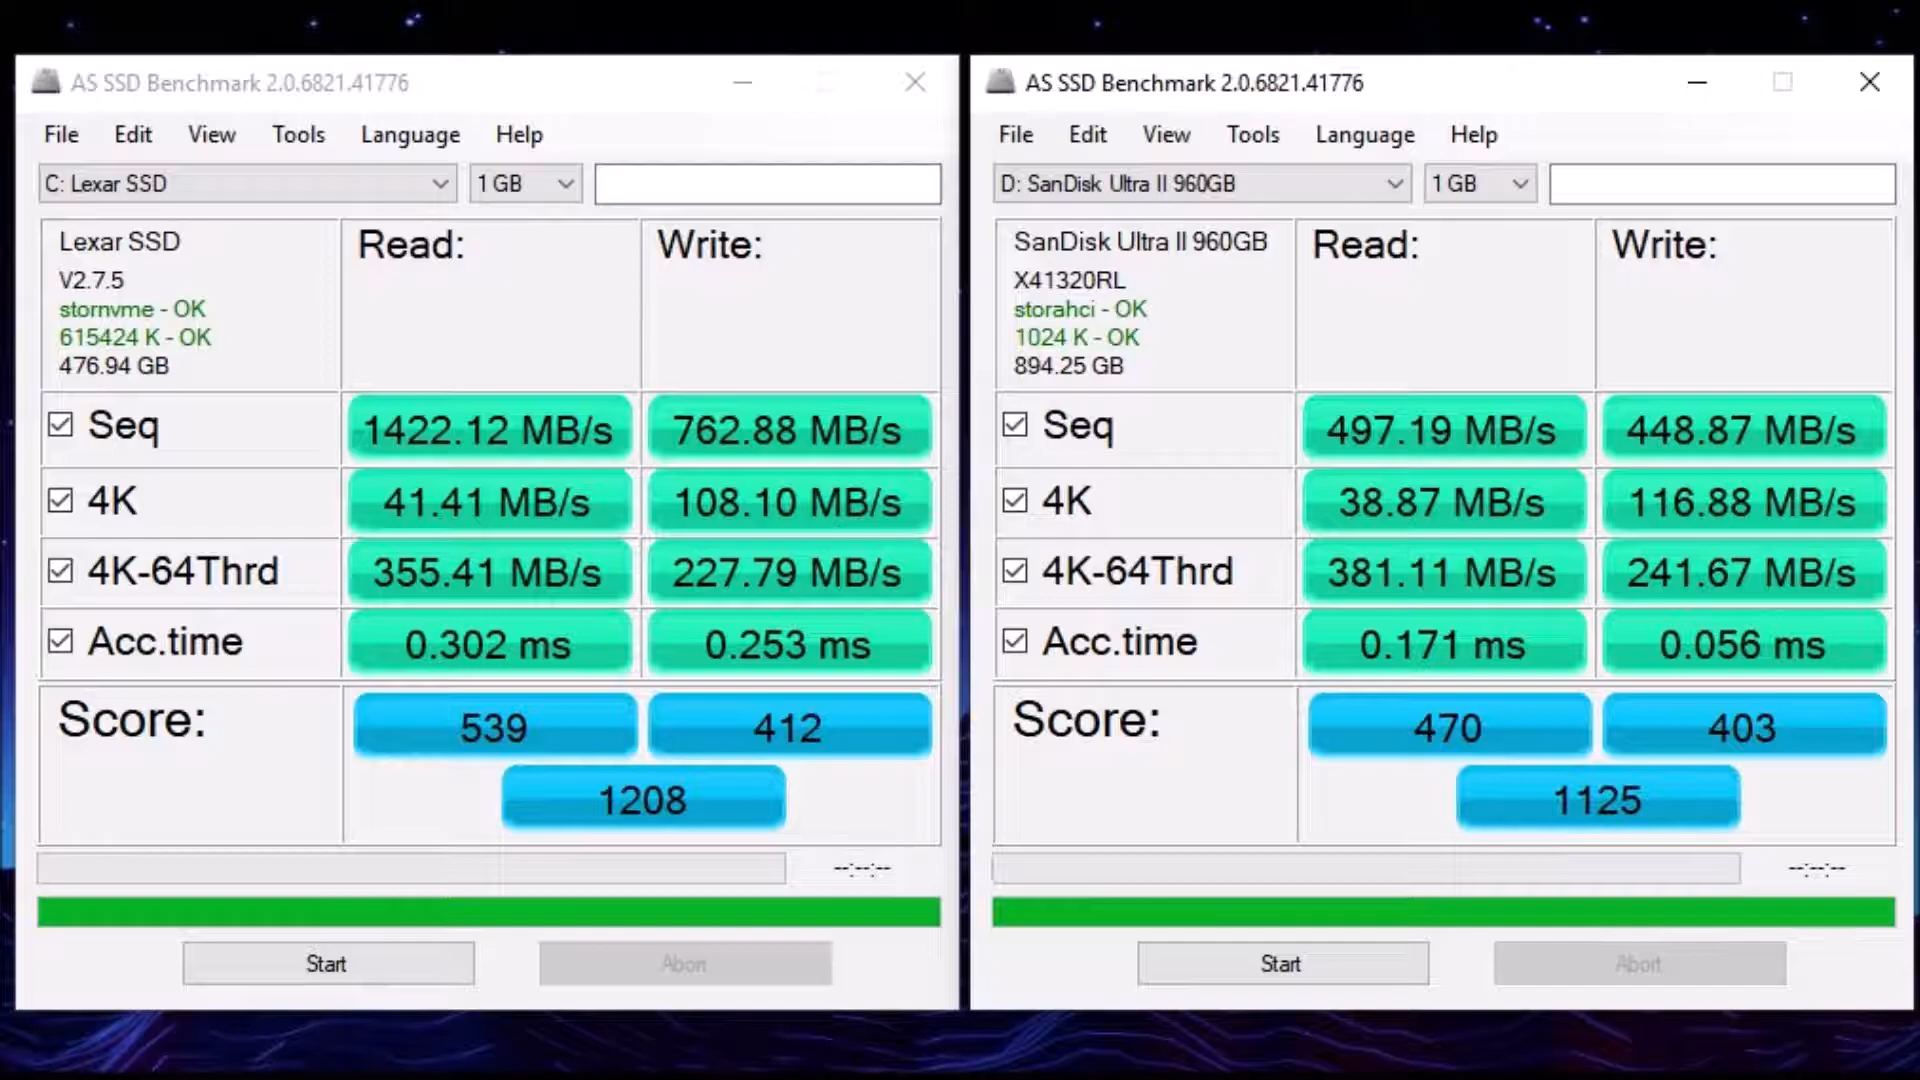 AS SSD Benchmark 2.0.6821.41776
File Edit View Tools Language Help
C: Lexar SSD 1 GB
Lexar SSD
V2.7.5
stornvme - OK
615424 K - OK
476.94 GB
Read: Write:
Seq 1422.12 MB/s 762.88 MB/s
4K 41.41 MB/s 108.10 MB/s
4K-64Thrd 355.41 MB/s 227.79 MB/s
Acc.time 0.302 ms 0.253 ms
Score: 539 412
1208
--:--:--
Start Abort
AS SSD Benchmark 2.0.6821.41776
File Edit View Tools Language Help
D: SanDisk Ultra II 960GB 1 GB
SanDisk Ultra II 960GB
X41320RL
storahci - OK
1024 K - OK
894.25 GB
Read: Write:
Seq 497.19 MB/s 448.87 MB/s
4K 38.87 MB/s 116.88 MB/s
4K-64Thrd 381.11 MB/s 241.67 MB/s
Acc.time 0.171 ms 0.056 ms
Score: 470 403
1125
--:--:--
Start Abort